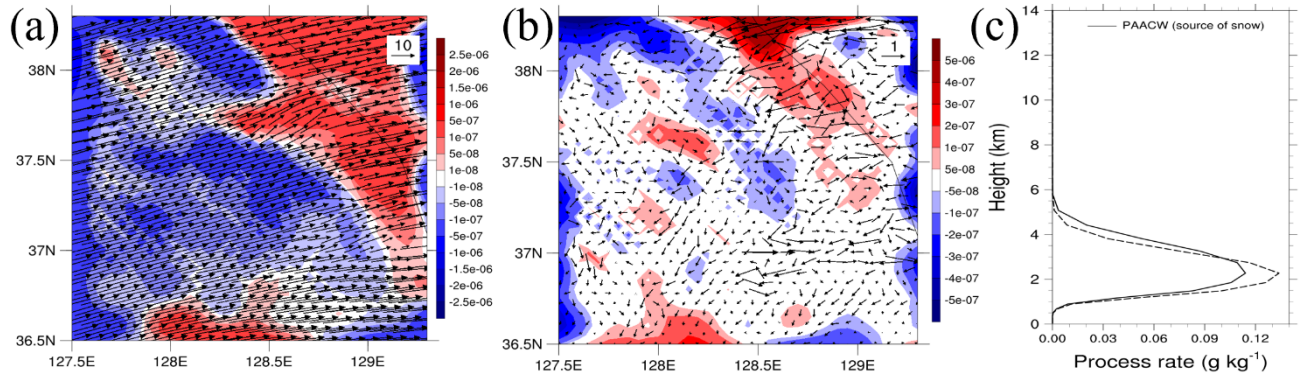 (a)
10
38N
37.5N
37N
36.5N
127.5E 128E 128.5E 129E
2.5e-06
2e-06
1.5e-06
1e-06
5e-07
1e-07
5e-08
1e-08
-1e-08
-5e-08
-1e-07
-5e-07
-1e-06
-1.5e-06
-2e-06
-2.5e-06
(b)
1
38N
37.5N
37N
36.5N
127.5E 128E 128.5E 129E
5e-06
4e-07
3e-07
2e-07
1e-07
5e-08
-5e-08
-1e-07
-2e-07
-3e-07
-4e-07
-5e-07
(c)
PAACW (source of snow)
Height (km)
14
12
10
8
6
4
2
0
0.00 0.03 0.06 0.09 0.12
Process rate (g kg⁻¹)